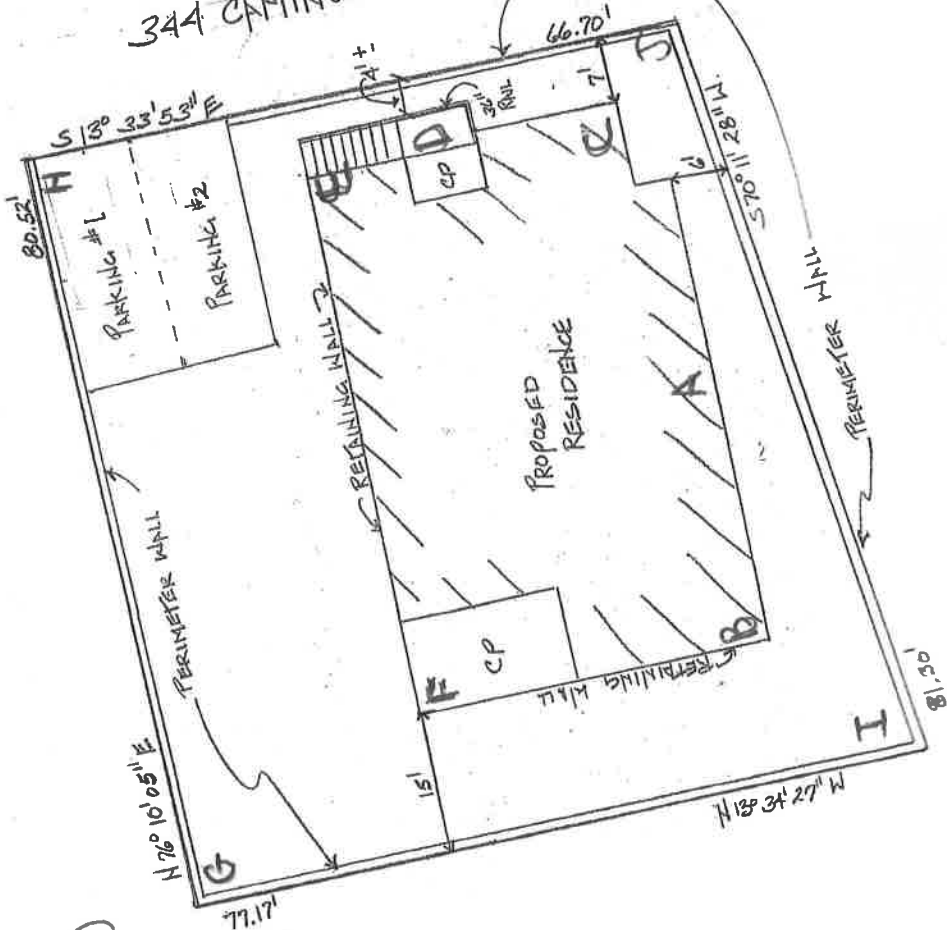 344 CAMINO
66.70'
S 13° 33' 53" E
4'±
7'
J
H
80.52'
PARKING #1
PARKING #2
E
D
36" RAIL
CP
C
6'
S 70° 11' 28" W.
RETAINING WALL
PERIMETER WALL
PROPOSED
RESIDENCE
A
PERIMETER WALL
CP
F
RETAINING WALL
B
15'
I
81.30'
N 76° 10' 05" E
G
77.17'
N 13° 34' 27" W